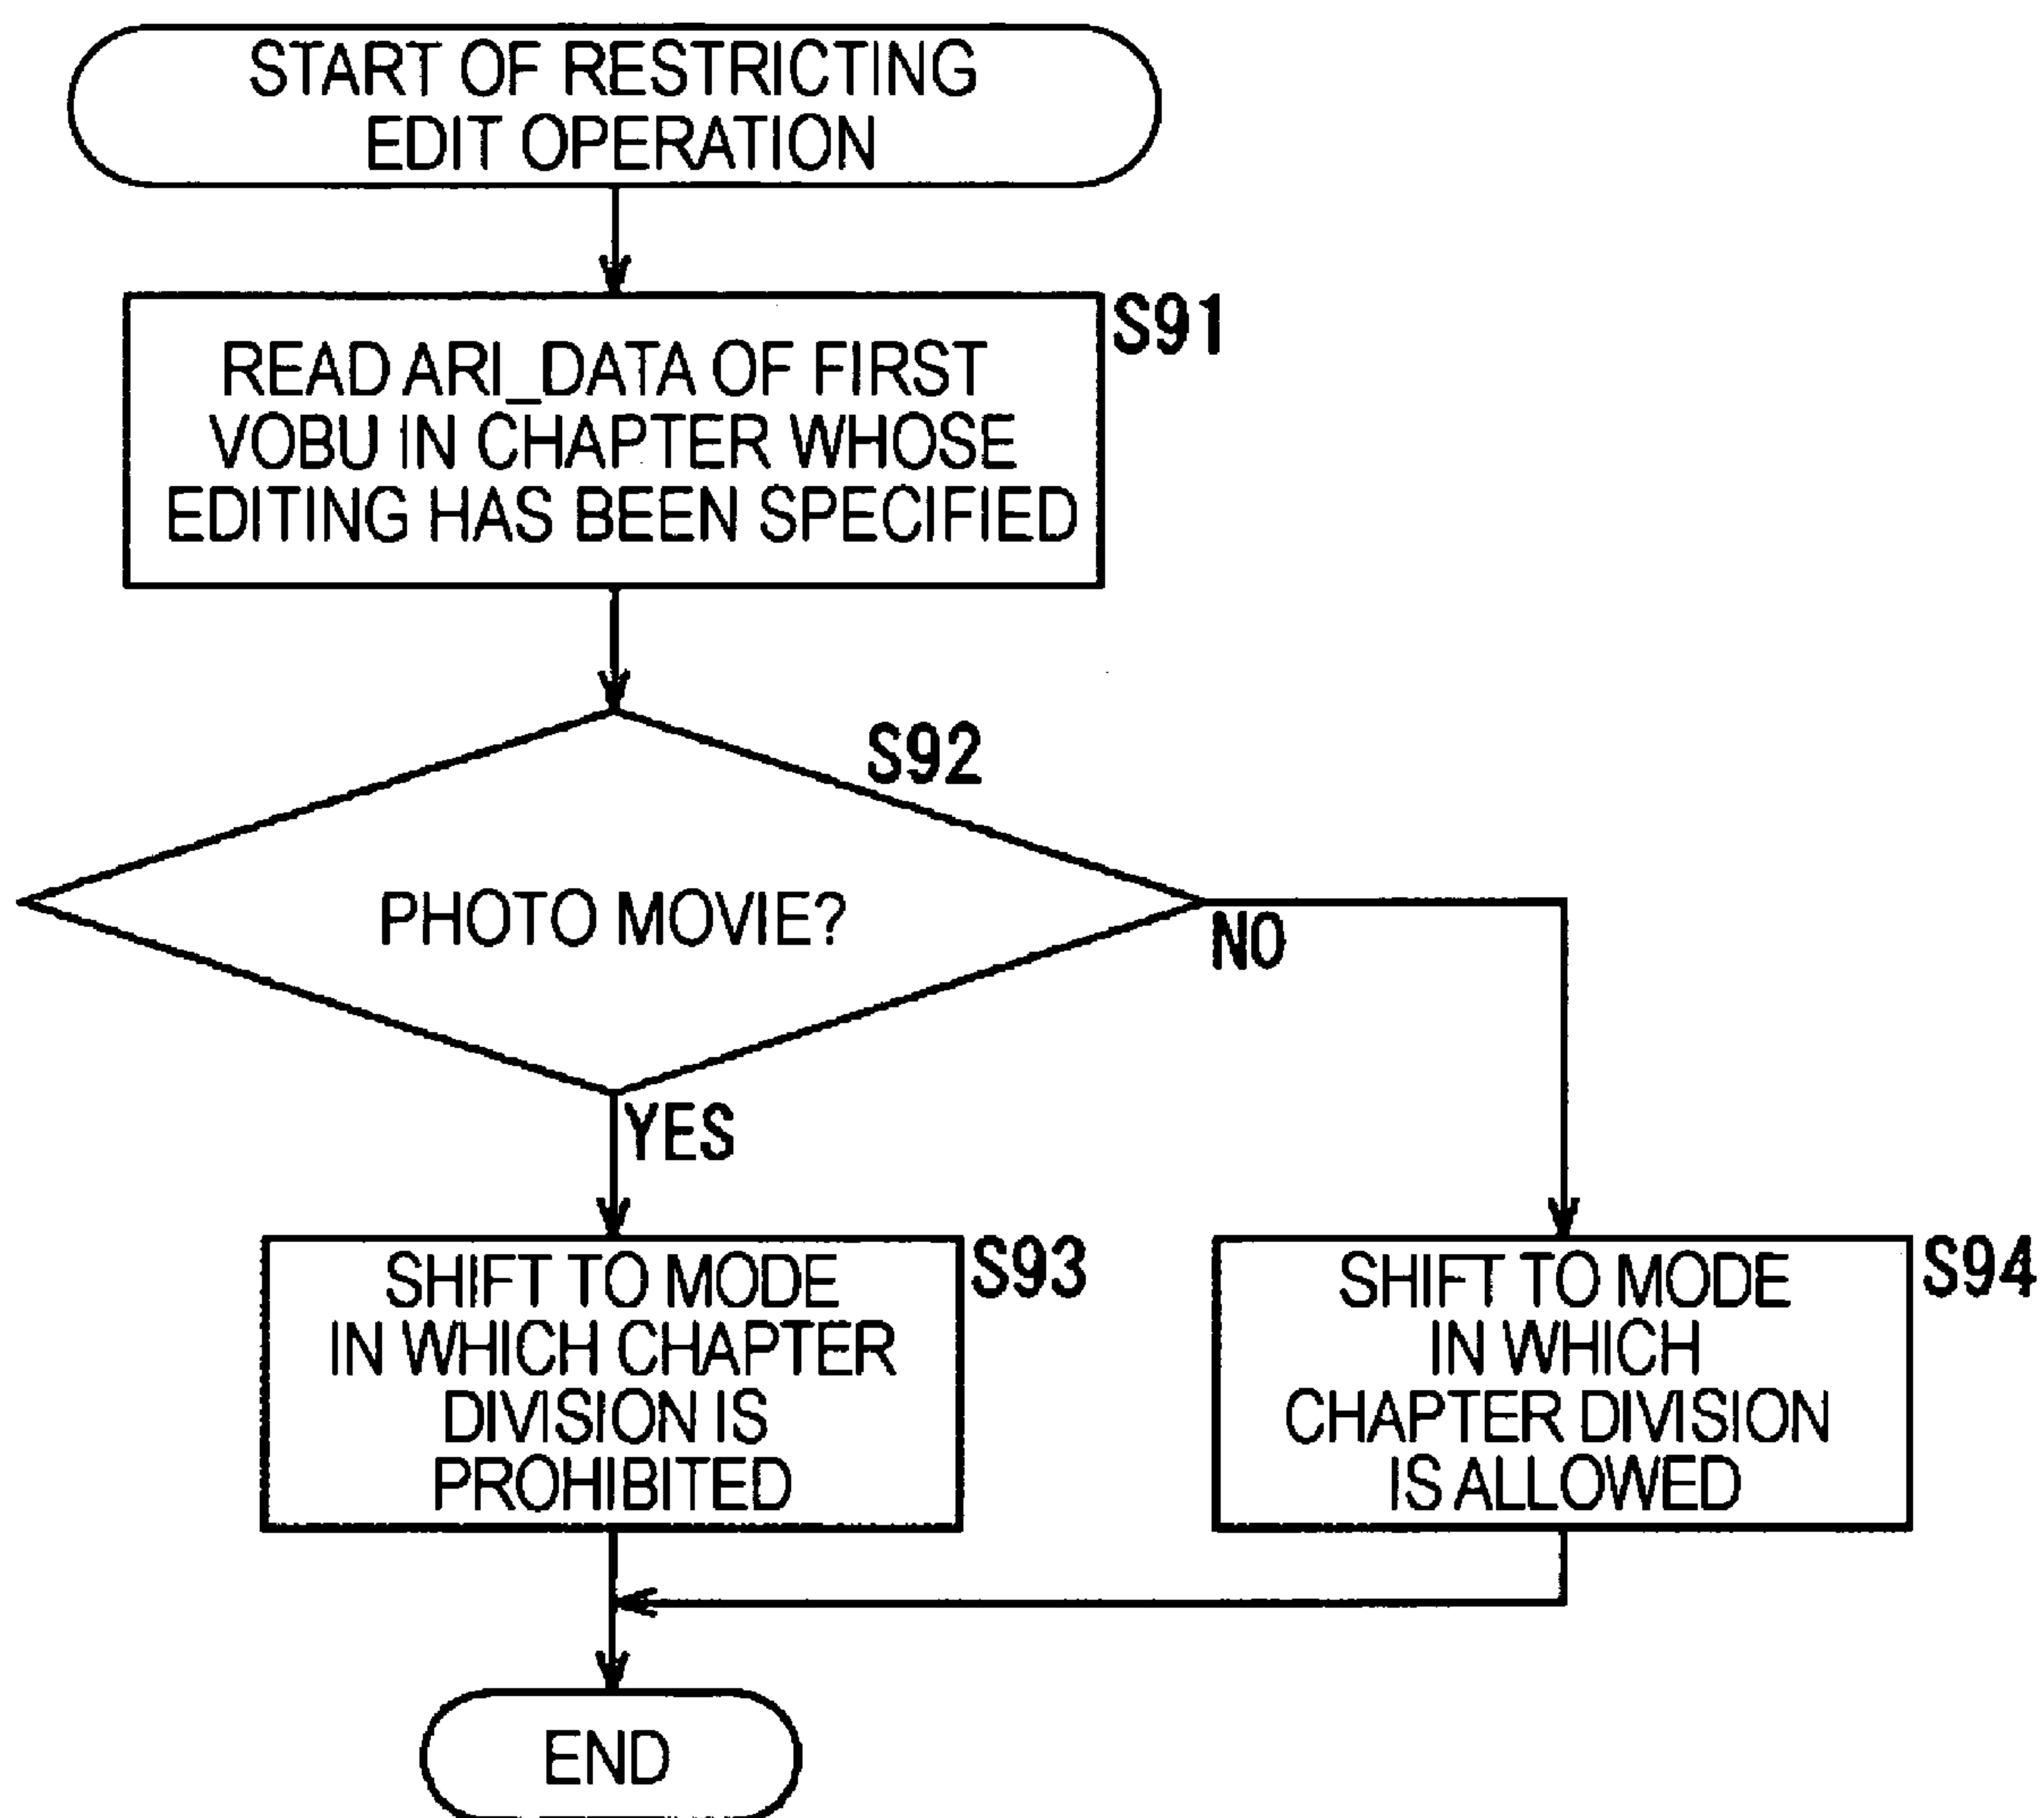 START OF RESTRICTING
EDIT OPERATION
S91
READ ARI_DATA OF FIRST
VOBU IN CHAPTER WHOSE
EDITING HAS BEEN SPECIFIED
S92
PHOTO MOVIE?
NO
YES
S93
SHIFT TO MODE
IN WHICH CHAPTER
DIVISION IS
PROHIBITED
S94
SHIFT TO MODE
IN WHICH
CHAPTER DIVISION
IS ALLOWED
END